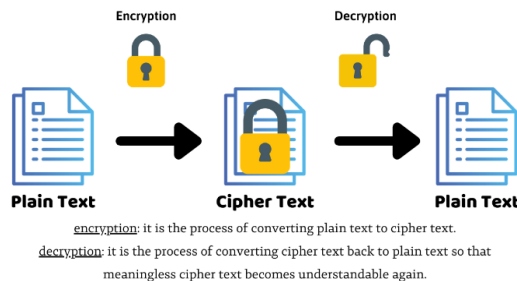 Encryption
Decryption
Plain Text
Cipher Text
Plain Text
encryption: it is the process of converting plain text to cipher text.
decryption: it is the process of converting cipher text back to plain text so that
meaningless cipher text becomes understandable again.